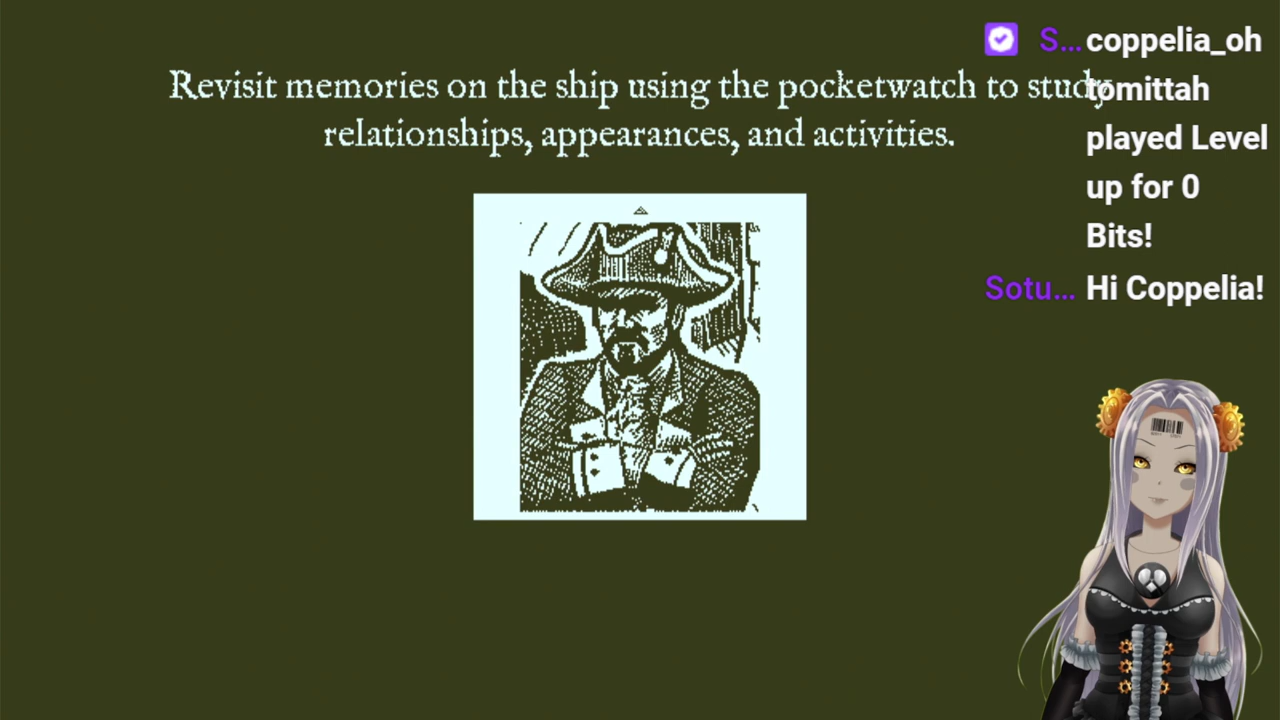 Revisit memories on the ship using the pocketwatch to study
relationships, appearances, and activities.
S... coppelia_oh
tomittah
played Level
up for 0
Bits!
Sotu... Hi Coppelia!